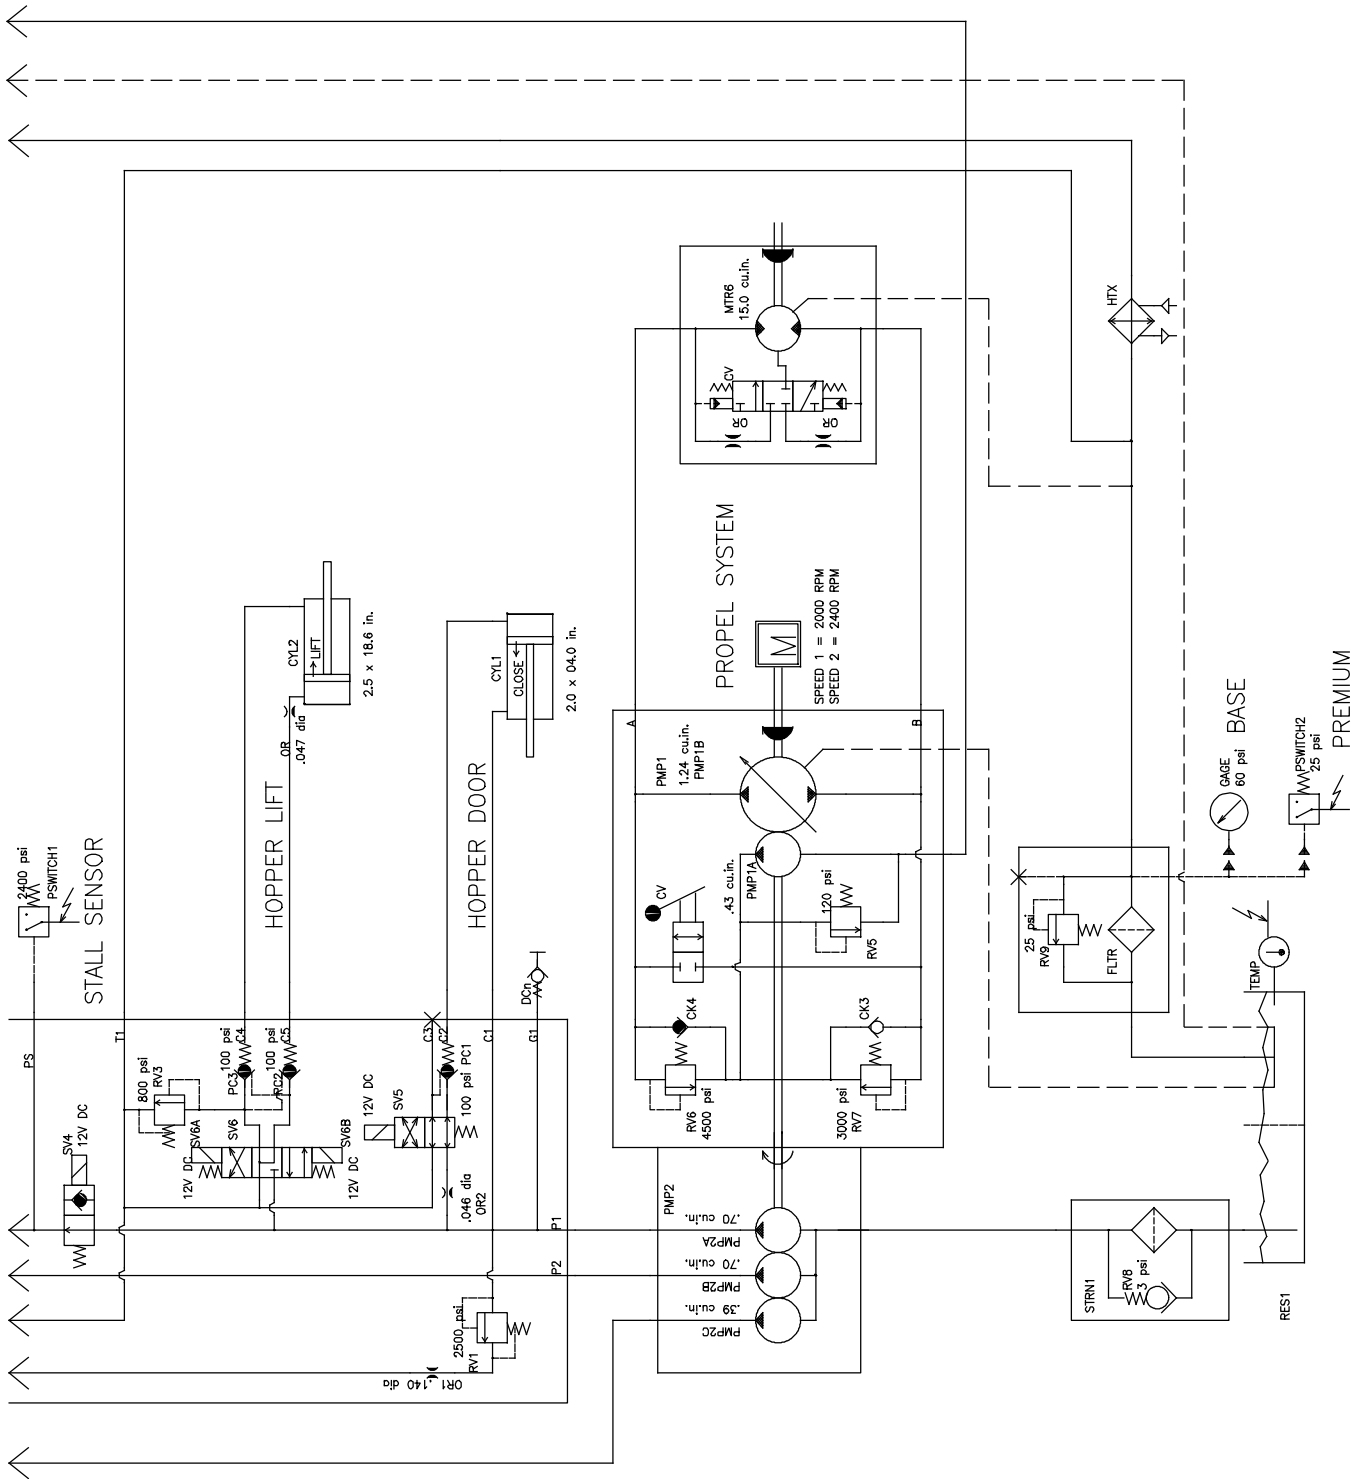 2400 psi
PSWITCH1
STALL SENSOR
PS
SV4
12V DC
T1
800 psi
RV3
SV6A
SV6
12V DC
SV6B
12V DC
PC3
100 psi
C4
PC2
100 psi
C5
HOPPER LIFT
OR
.047 dia
CYL2
LIFT
2.5 x 18.6 in.
12V DC
SV5
C3
C2
100 psi PC1
C1
G1
DCn
.046 dia
OR2
P1
P2
HOPPER DOOR
CYL1
CLOSE
2.0 x 04.0 in.
2500 psi
RV1
OR1 .140 dia
MTR6
15.0 cu.in.
CV
OR
OR
PROPEL SYSTEM
M
SPEED 1 = 2000 RPM
SPEED 2 = 2400 RPM
A
B
PMP1
1.24 cu.in.
PMP1B
.43 cu.in.
PMP1A
CV
120 psi
RV5
CK4
CK3
RV6
4500 psi
3000 psi
RV7
PMP2
.70 cu.in.
PMP2A
.70 cu.in.
PMP2B
.39 cu.in.
PMP2C
HTX
25 psi
RV9
FLTR
GAGE
60 psi
BASE
PSWITCH2
25 psi
PREMIUM
TEMP
STRN1
RV8
3 psi
RES1